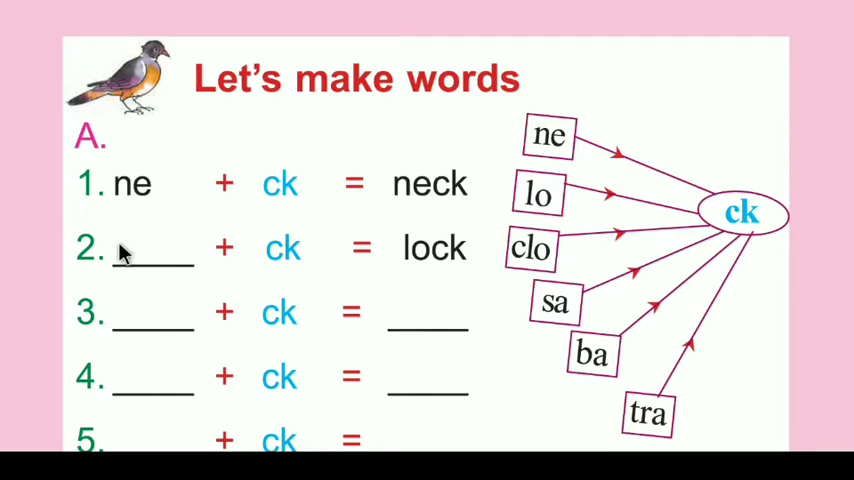 Let's make words
A.
1. ne + ck = neck
2. _____ + ck = lock
3. _____ + ck = _____
4. _____ + ck = _____
5. + ck =
ne
lo
clo
sa
ba
tra
ck